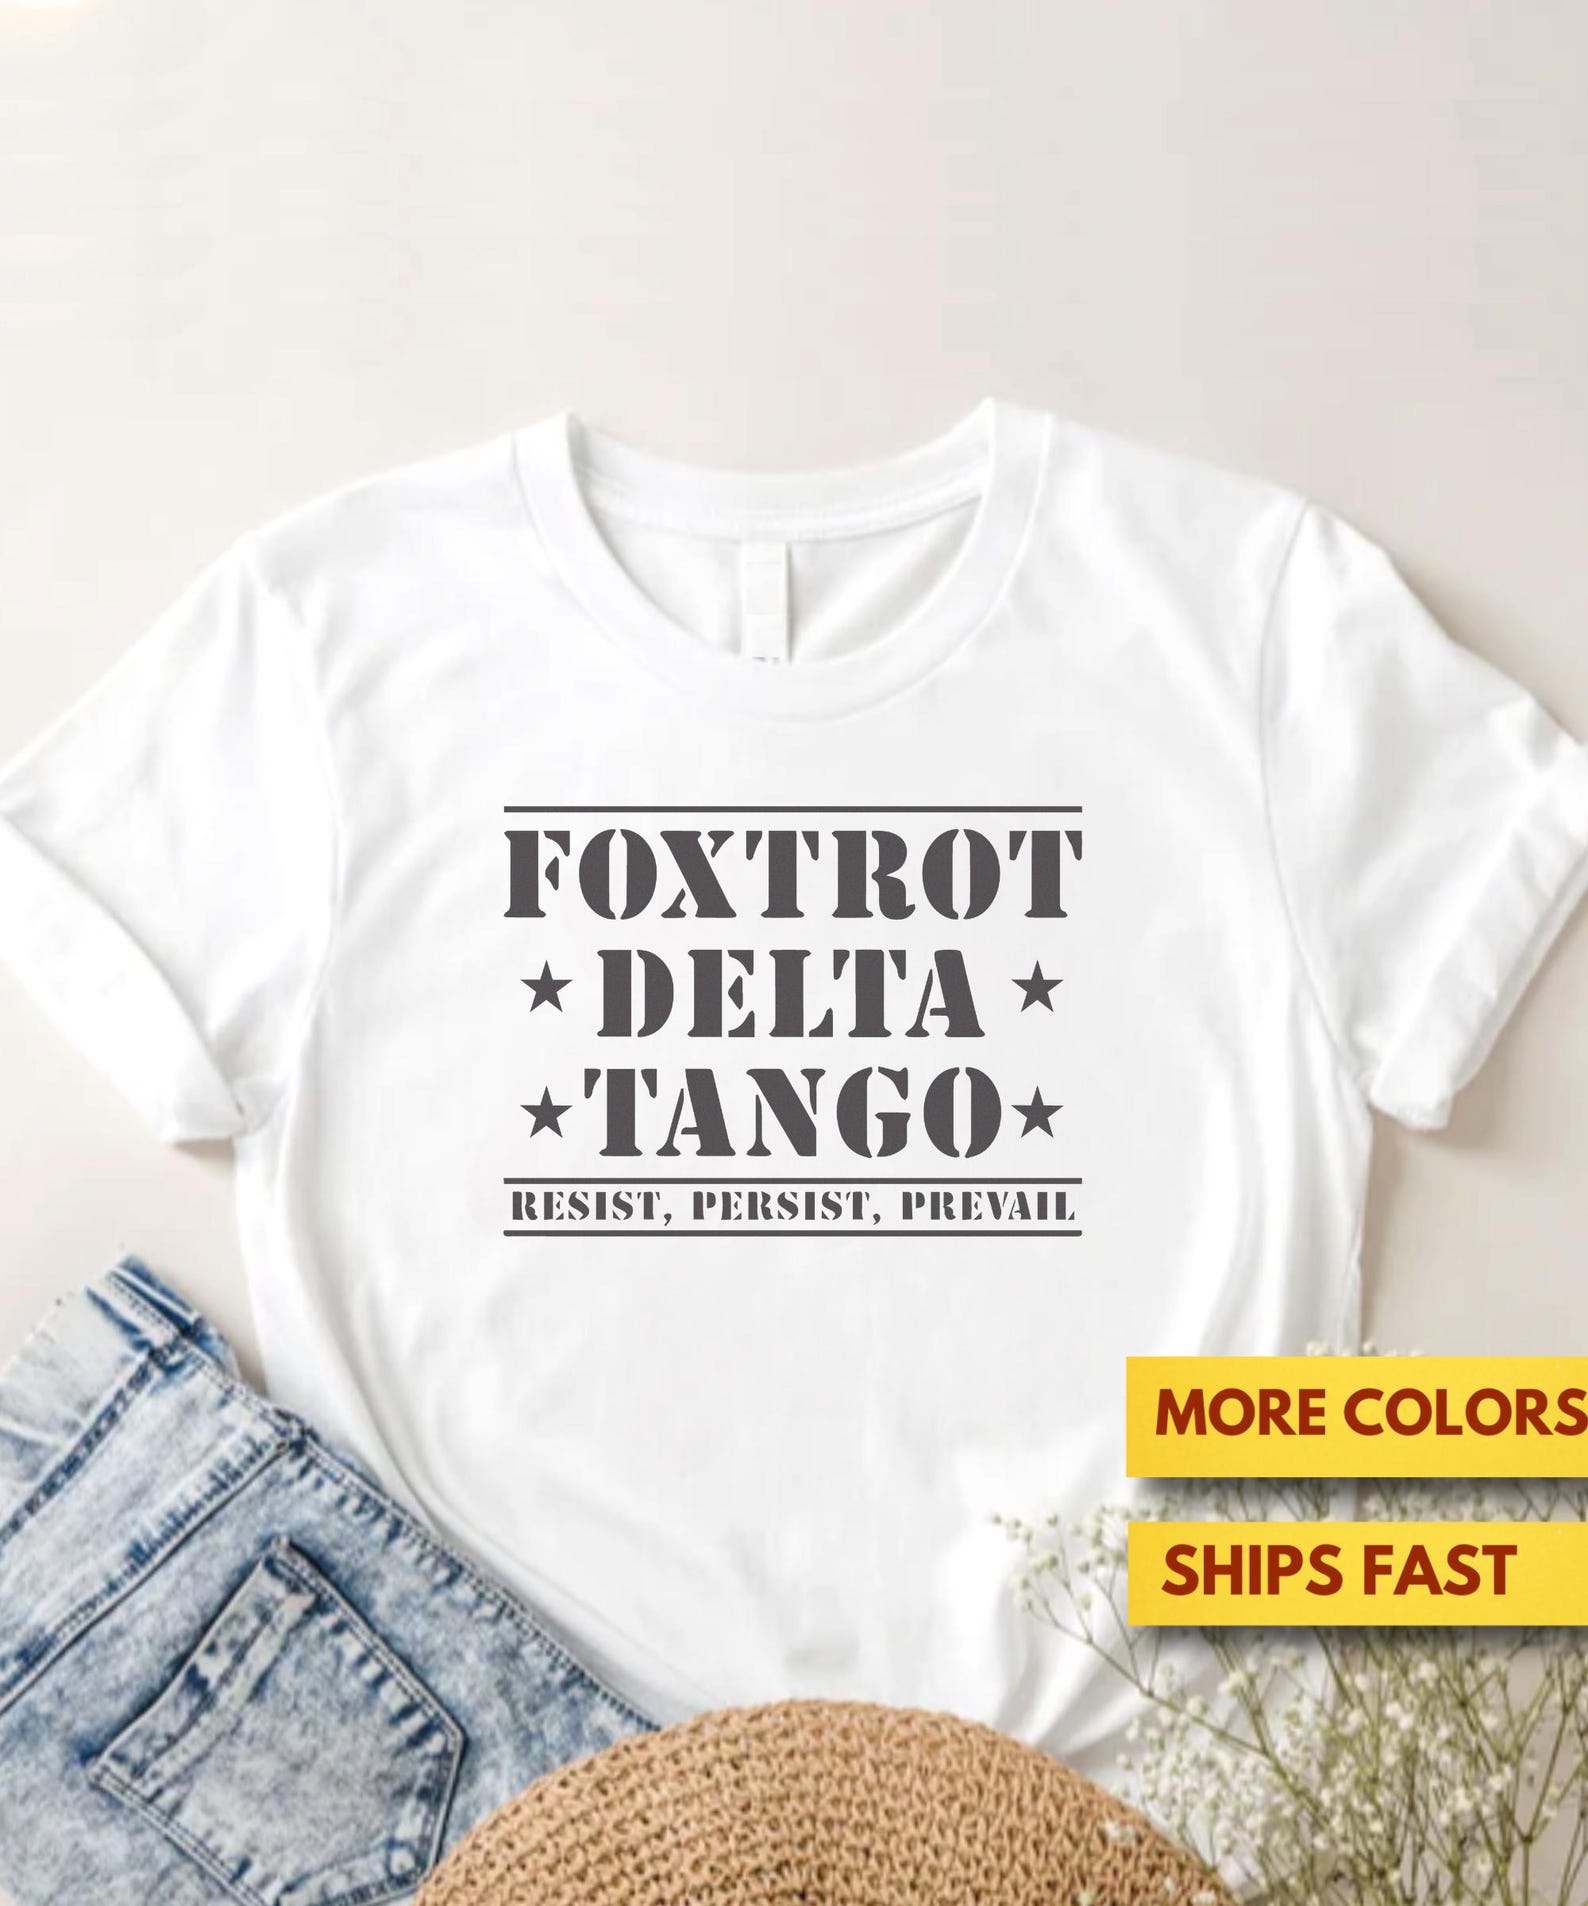 FOXTROT
DELTA
TANGO
RESIST, PERSIST, PREVAIL
MORE COLORS
SHIPS FAST